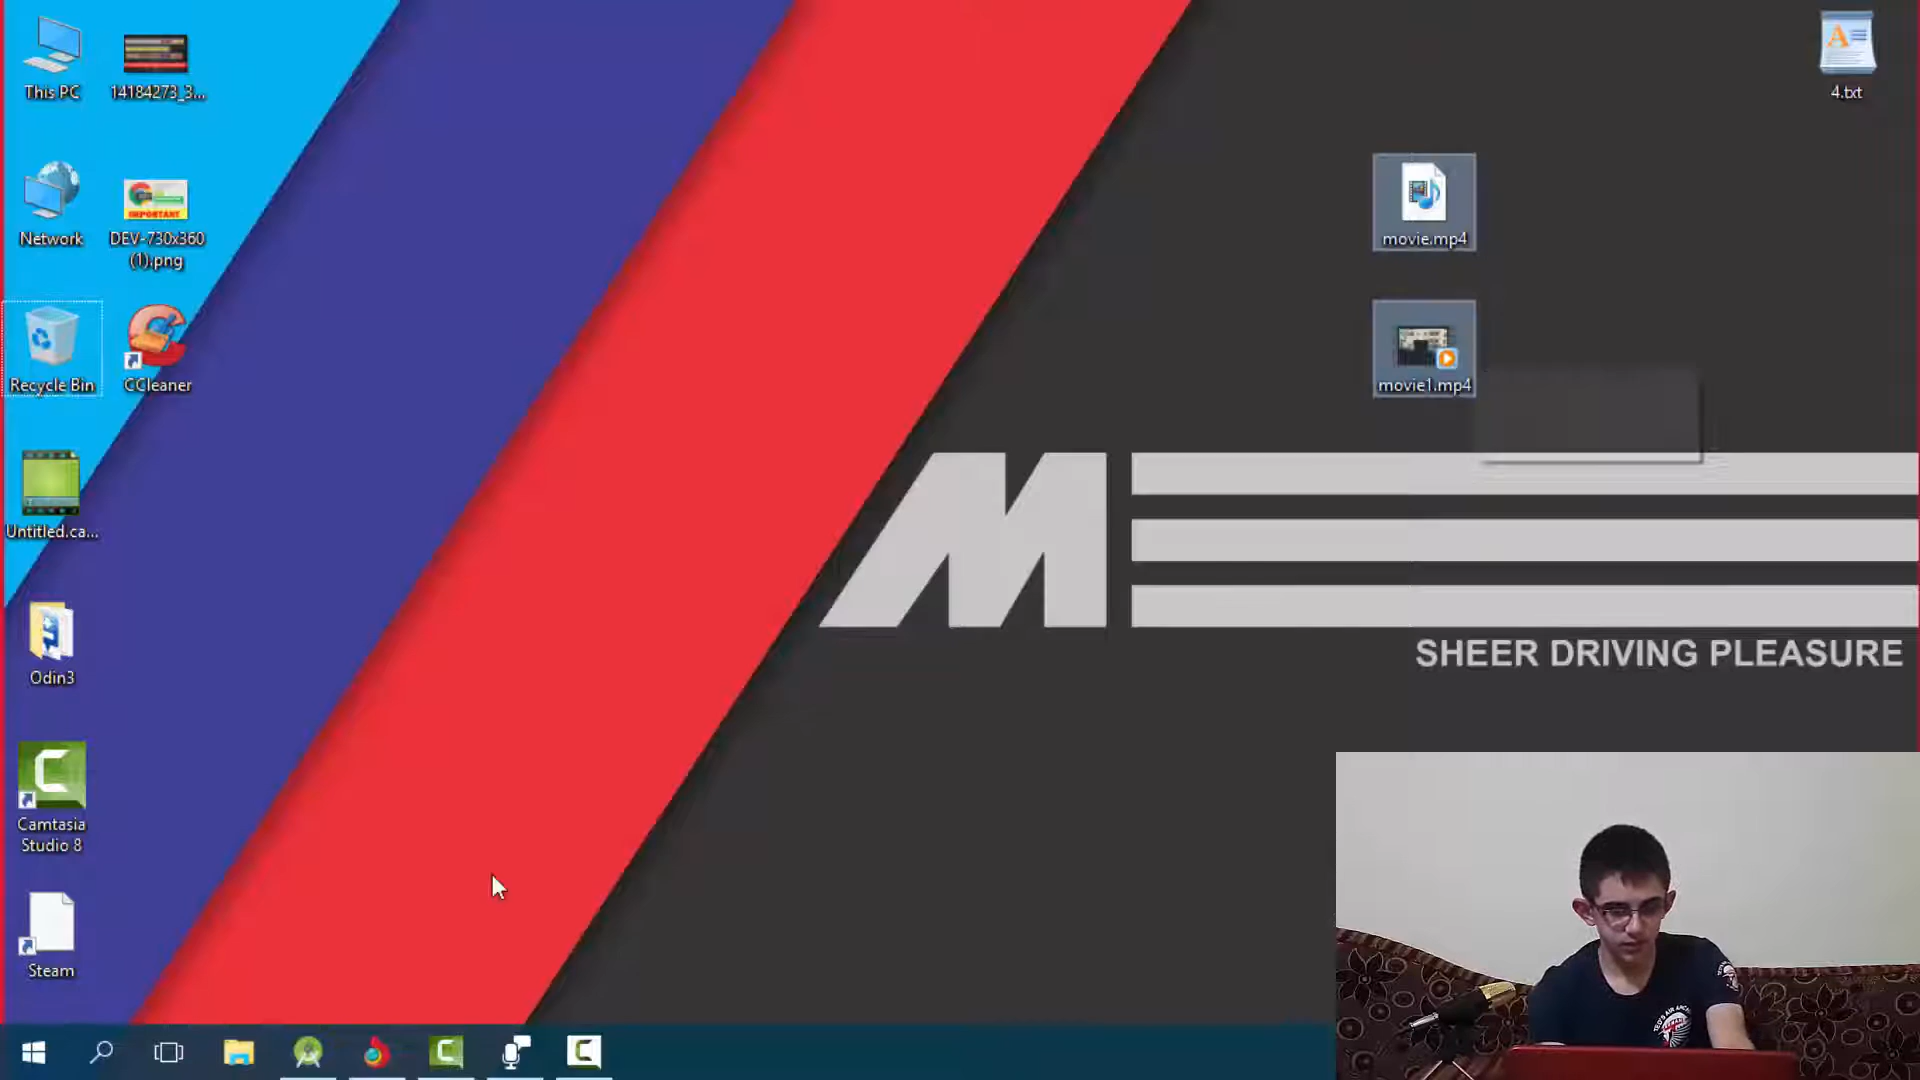 This PC
14184273_3...
Network
DEV-730x360
(1).png
IMPORTANT
Recycle Bin
CCleaner
Untitled.ca...
Odin3
Camtasia
Studio 8
Steam
4.txt
movie.mp4
movie1.mp4
M
SHEER DRIVING PLEASURE